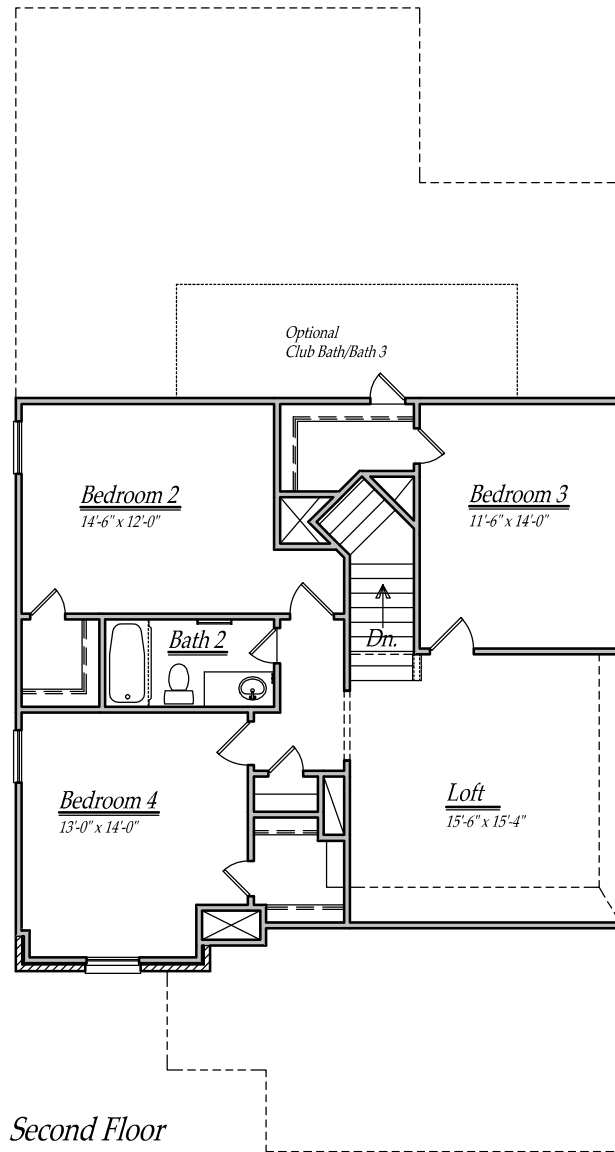 Optional
Club Bath/Bath 3
Bedroom 2
14'-6" x 12'-0"
Bedroom 3
11'-6" x 14'-0"
Bath 2
Dn.
Bedroom 4
13'-0" x 14'-0"
Loft
15'-6" x 15'-4"
Second Floor